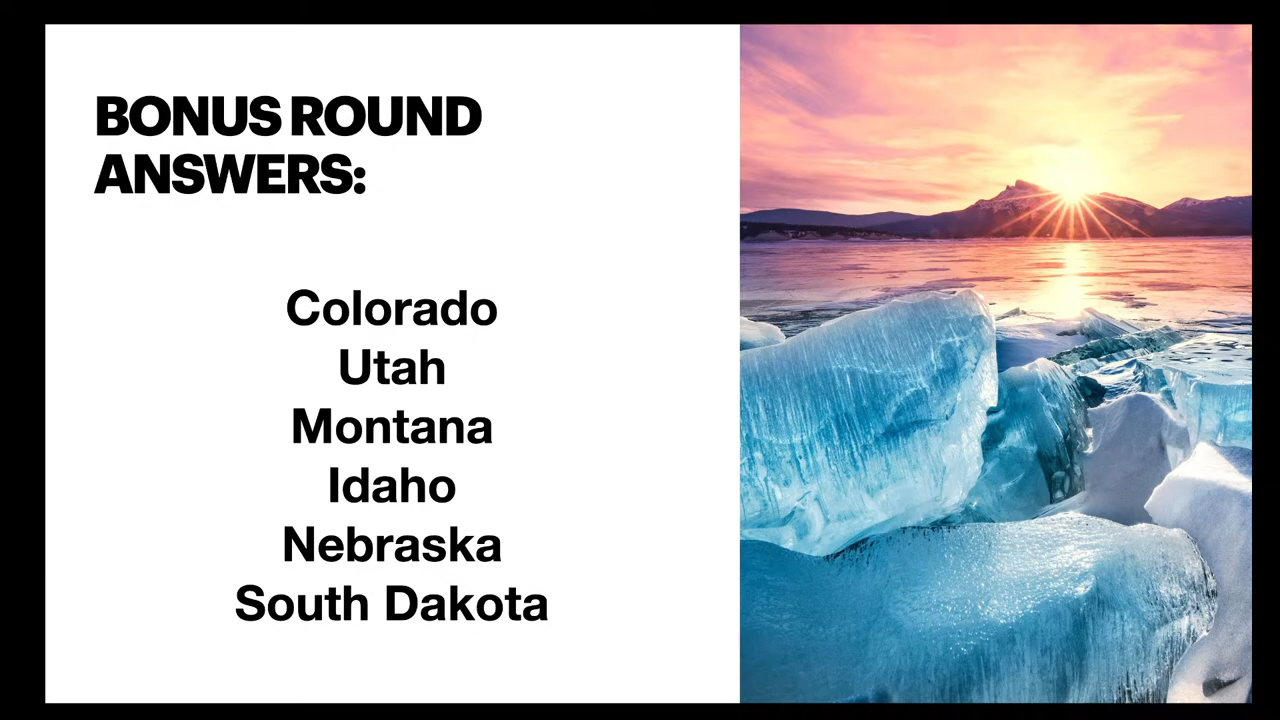 BONUS ROUND
ANSWERS:
Colorado
Utah
Montana
Idaho
Nebraska
South Dakota